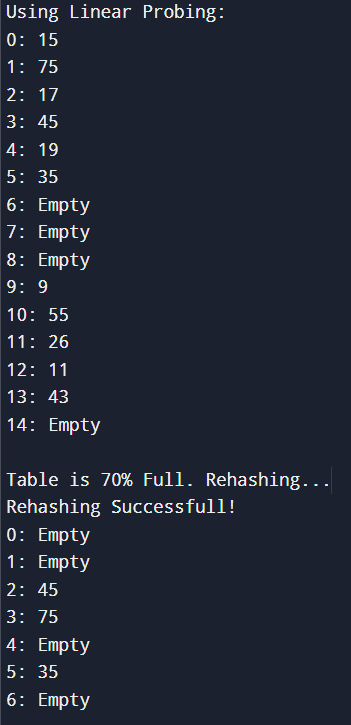 Using Linear Probing:
0: 15
1: 75
2: 17
3: 45
4: 19
5: 35
6: Empty
7: Empty
8: Empty
9: 9
10: 55
11: 26
12: 11
13: 43
14: Empty
Table is 70% Full. Rehashing...
Rehashing Successfull!
0: Empty
1: Empty
2: 45
3: 75
4: Empty
5: 35
6: Empty